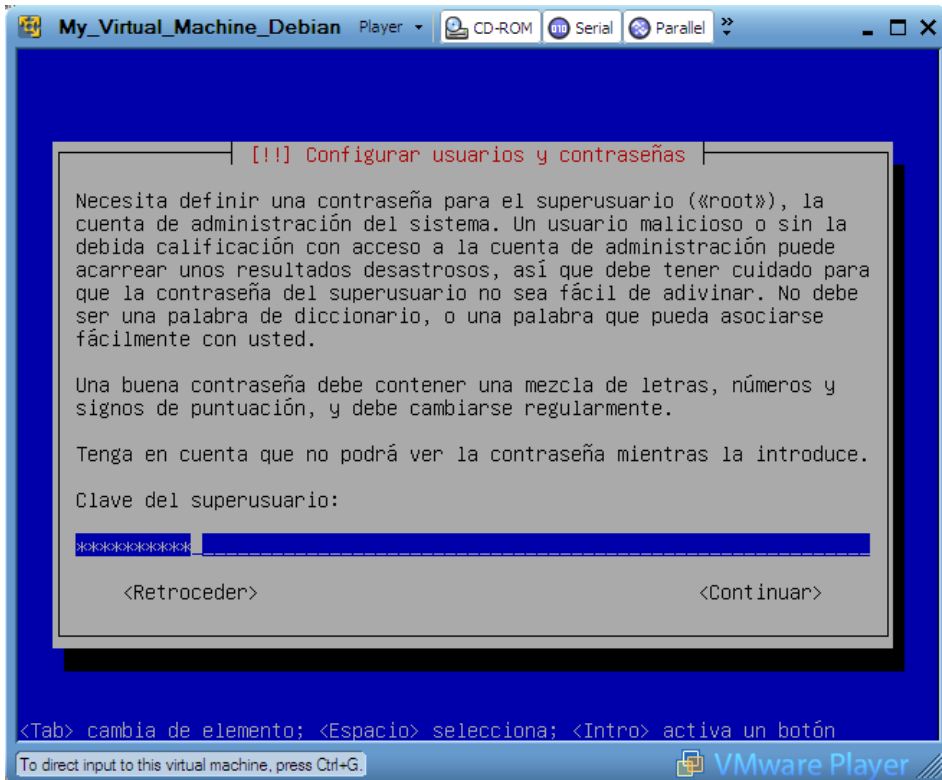 My_Virtual_Machine_Debian Player CD-ROM Serial Parallel
[!!] Configurar usuarios y contraseñas
Necesita definir una contraseña para el superusuario («root»), la
cuenta de administración del sistema. Un usuario malicioso o sin la
debida calificación con acceso a la cuenta de administración puede
acarrear unos resultados desastrosos, así que debe tener cuidado para
que la contraseña del superusuario no sea fácil de adivinar. No debe
ser una palabra de diccionario, o una palabra que pueda asociarse
fácilmente con usted.
Una buena contraseña debe contener una mezcla de letras, números y
signos de puntuación, y debe cambiarse regularmente.
Tenga en cuenta que no podrá ver la contraseña mientras la introduce.
Clave del superusuario:
***********
<Retroceder> <Continuar>
<Tab> cambia de elemento; <Espacio> selecciona; <Intro> activa un botón
To direct input to this virtual machine, press Ctrl+G. VMware Player